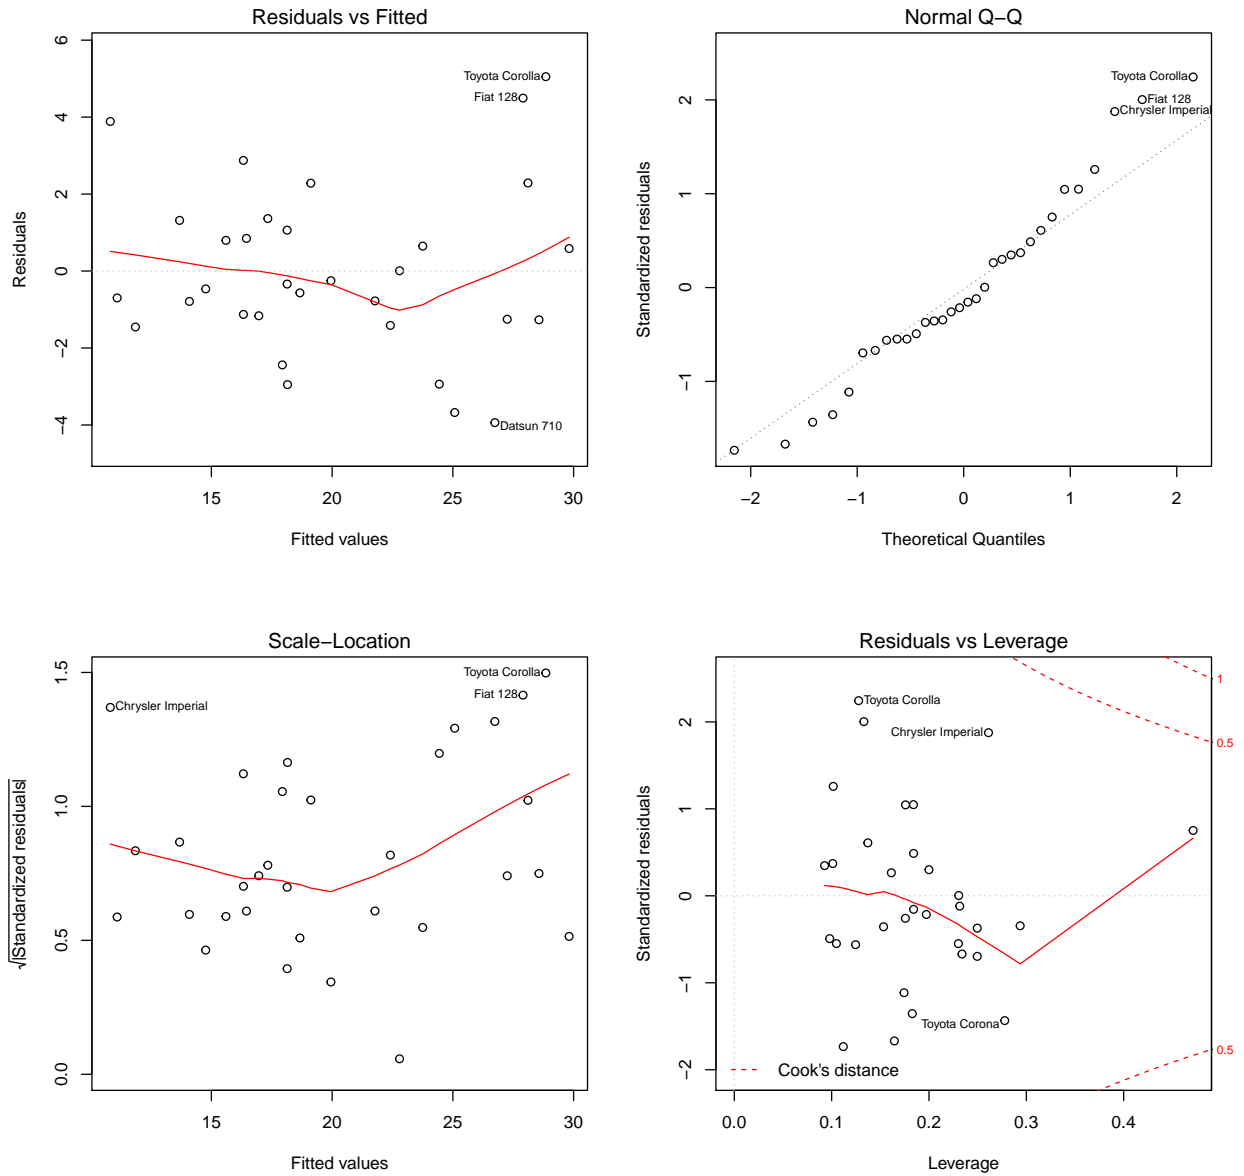 Residuals vs Fitted
6
4
2
0
−2
−4
15
20
25
30
Residuals
Fitted values
Toyota Corolla
Fiat 128
Datsun 710
Normal Q−Q
2
1
0
−1
−2
−1
0
1
2
Standardized residuals
Theoretical Quantiles
Toyota Corolla
Fiat 128
Chrysler Imperial
Scale−Location
1.5
1.0
0.5
0.0
15
20
25
30
√|Standardized residuals|
Fitted values
Toyota Corolla
Fiat 128
Chrysler Imperial
Residuals vs Leverage
2
1
0
−1
−2
0.0
0.1
0.2
0.3
0.4
Standardized residuals
Leverage
Toyota Corolla
Chrysler Imperial
Toyota Corona
Cook's distance
1
0.5
0.5